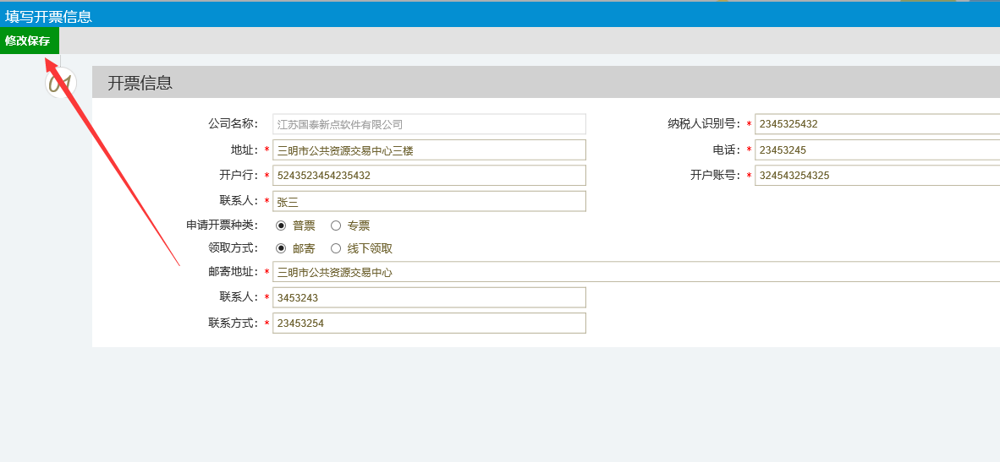 填写开票信息
修改保存
01 开票信息
公司名称: 江苏国泰新点软件有限公司 纳税人识别号: * 2345325432
地址: * 三明市公共资源交易中心三楼 电话: * 23453245
开户行: * 5243523454235432 开户账号: * 324543254325
联系人: * 张三
申请开票种类: 普票 专票
领取方式: 邮寄 线下领取
邮寄地址: * 三明市公共资源交易中心
联系人: * 3453243
联系方式: * 23453254